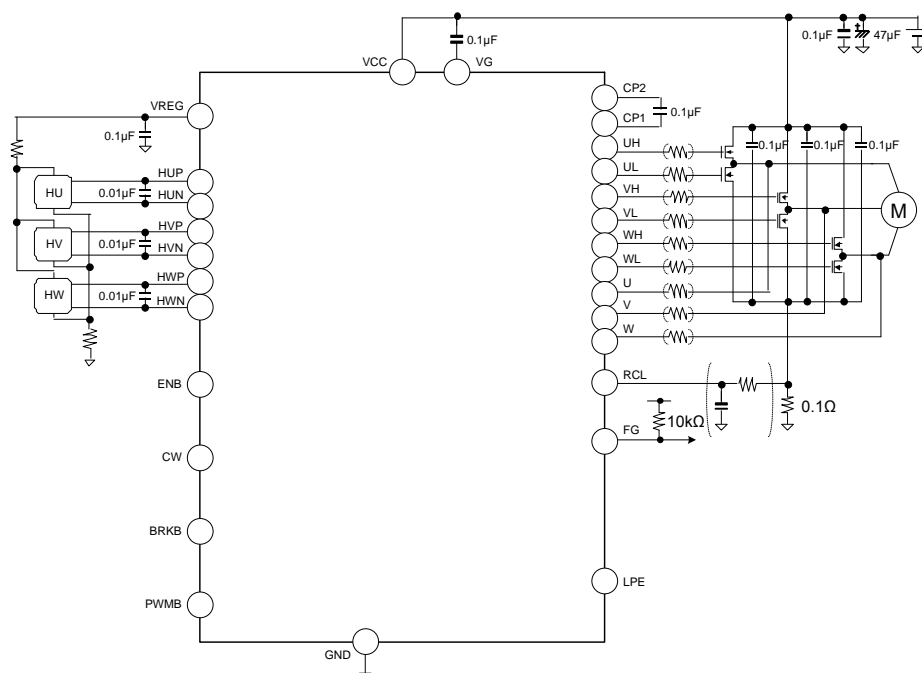 0.1µF
0.1µF
47µF
VCC
VG
VREG
0.1µF
CP2
CP1
0.1µF
UH
UL
VH
VL
WH
WL
U
V
W
0.1µF
0.1µF
0.1µF
M
HU
HUP
HUN
0.01µF
HV
HVP
HVN
0.01µF
HW
HWP
HWN
0.01µF
ENB
RCL
0.1Ω
10kΩ
FG
CW
BRKB
LPE
PWMB
GND